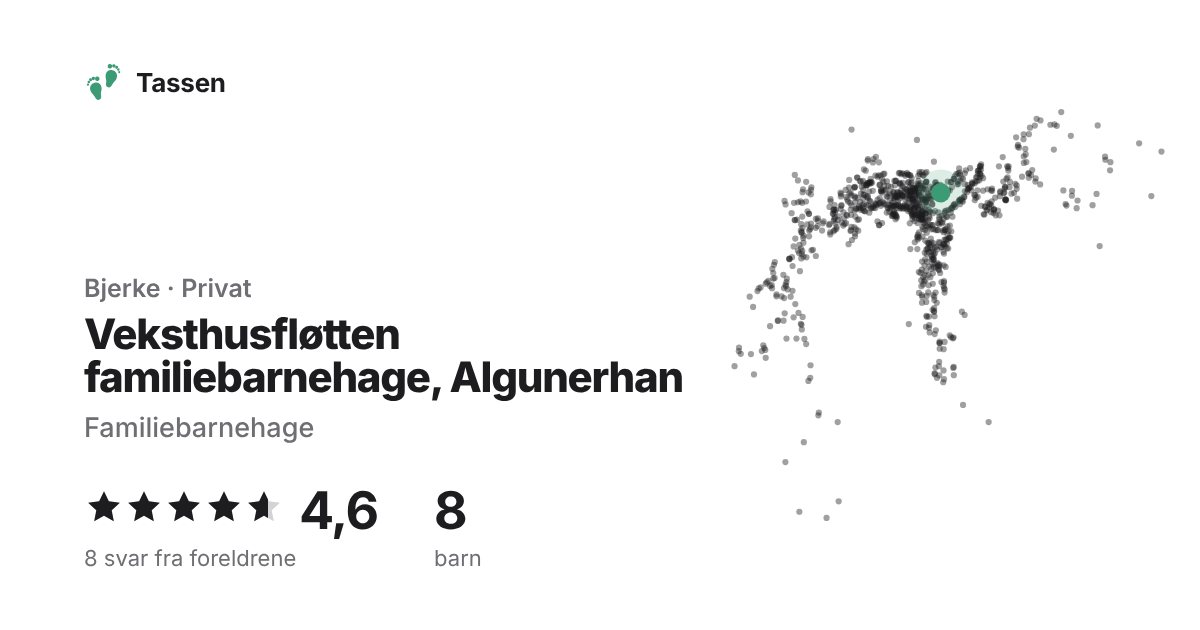 Tassen
Bjerke · Privat
Veksthusfløtten
familiebarnehage, Algunerhan
Familiebarnehage
4,6
8
8 svar fra foreldrene
barn